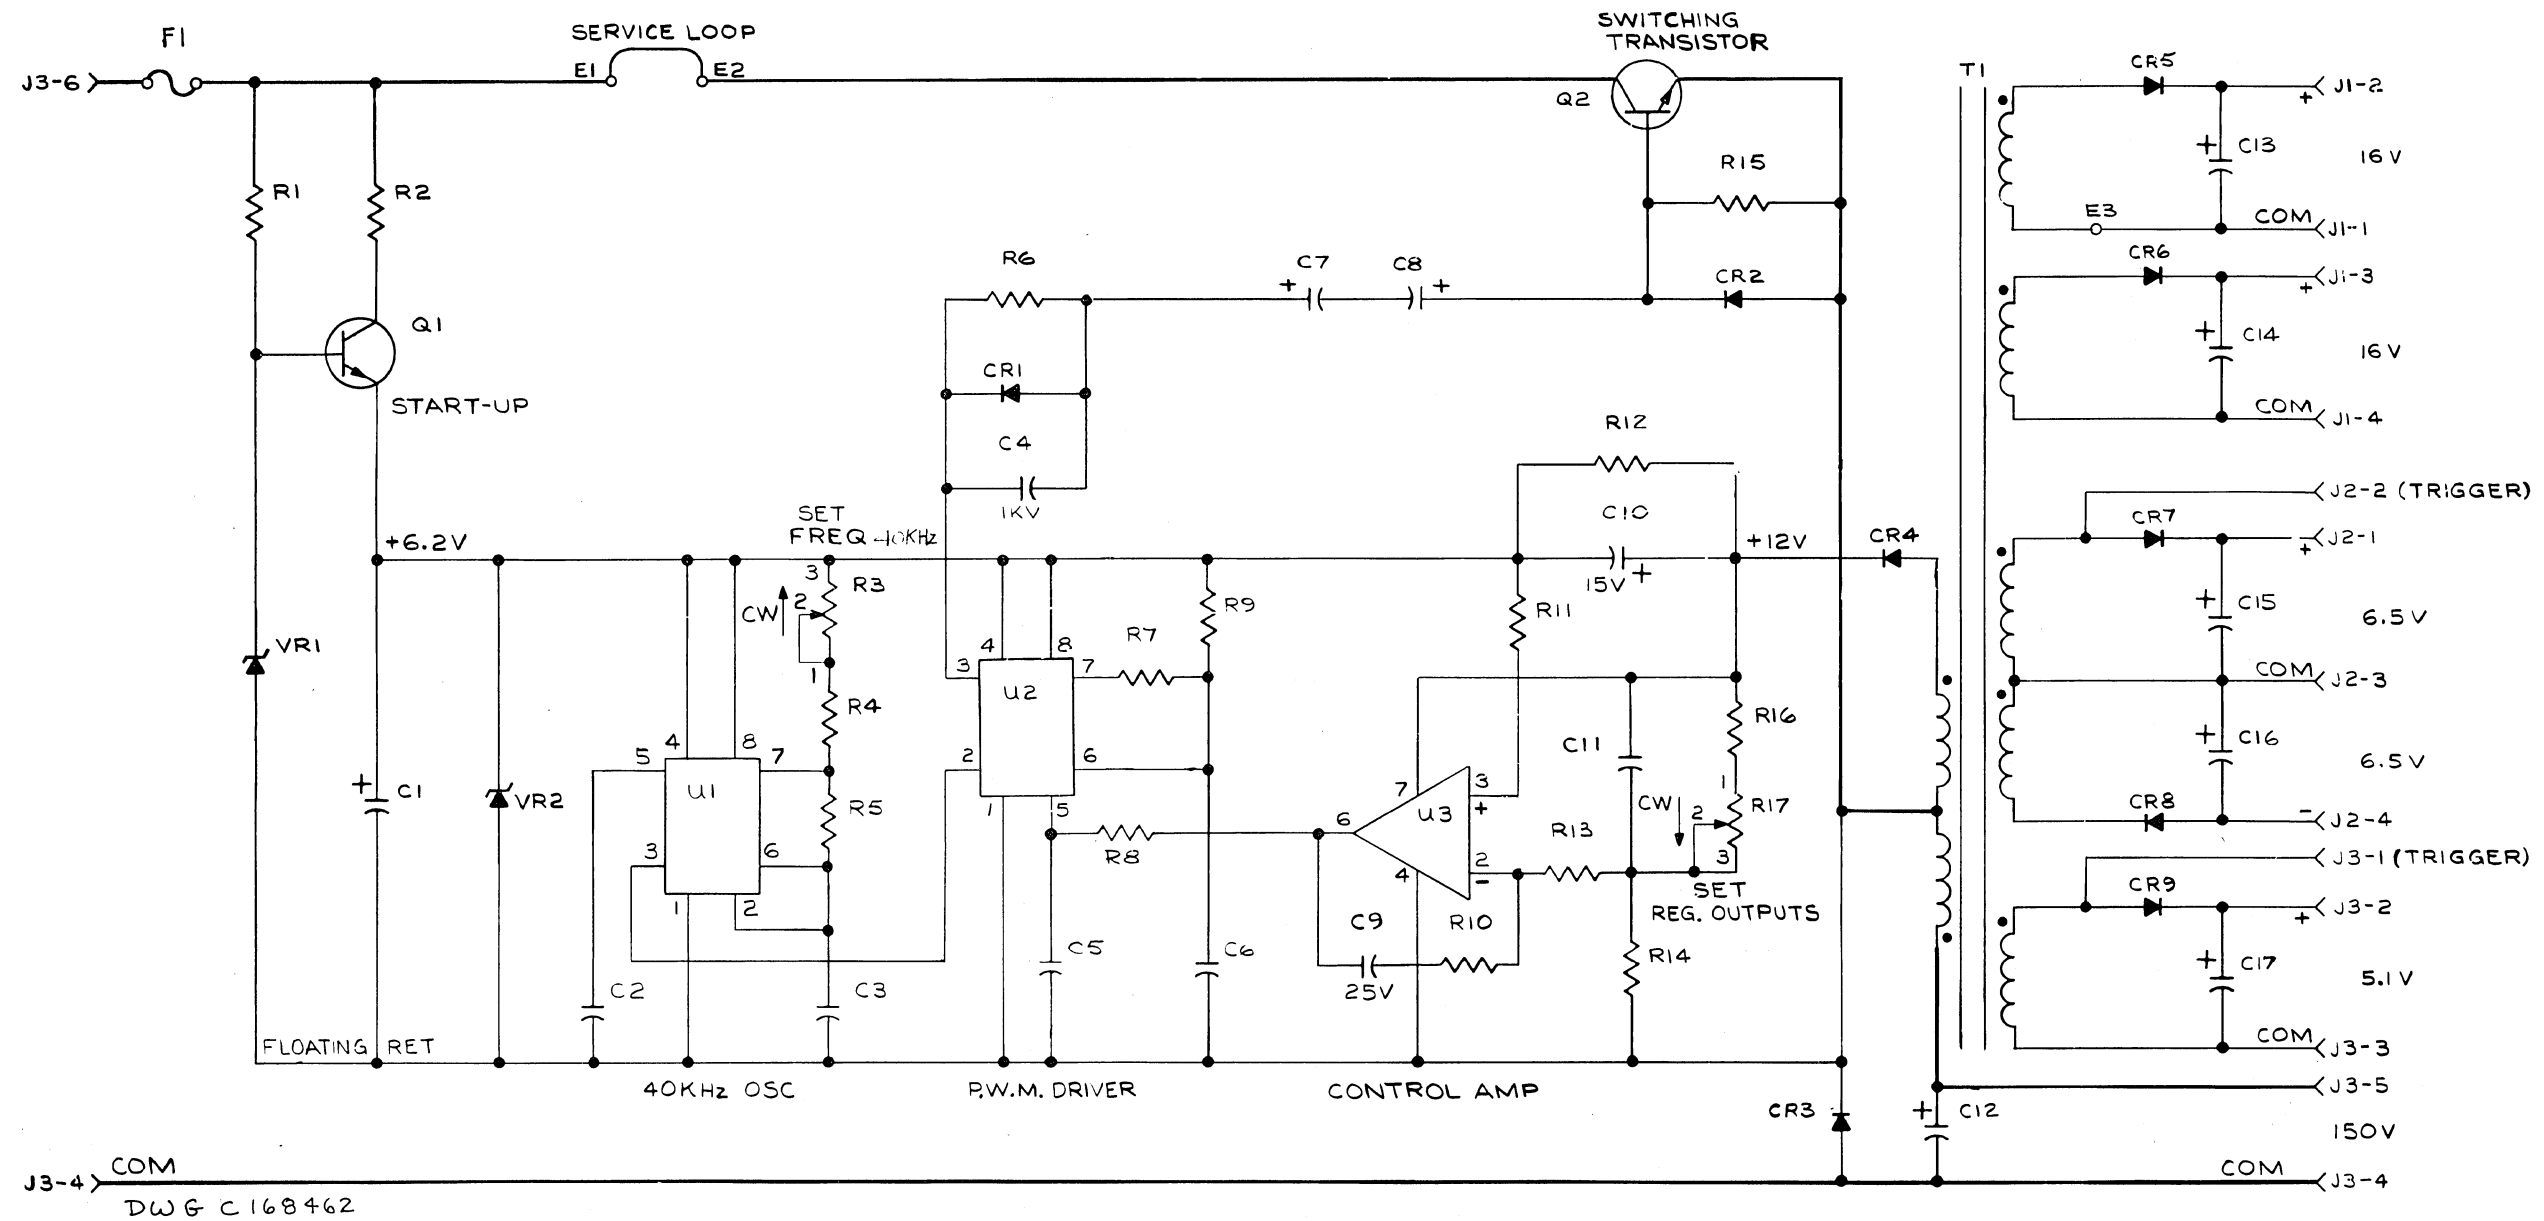 F1
SERVICE LOOP
SWITCHING
TRANSISTOR
J3-6
E1
E2
Q2
T1
CR5
J1-2
+
R1
R2
R15
+
C13
16V
E3
COM
J1-1
Q1
START-UP
R6
+
C7
C8
+
CR2
CR6
J1-3
+
+
C14
16V
CR1
C4
1KV
R12
COM
J1-4
J2-2 (TRIGGER)
+6.2V
SET
FREQ 40KHz
C10
15V
+
+12V
CR4
CR7
J2-1
+
VR1
3
R3
CW
2
1
R4
4
8
R7
3
7
U2
2
6
1
5
R9
R11
+
C15
6.5V
COM
J2-3
+
C1
VR2
5
4
8
7
U1
R5
3
6
1
2
R8
6
7
3
+
U3
4
2
-
C11
R16
1
CW
2
R17
3
R13
SET
REG. OUTPUTS
+
C16
6.5V
CR8
-
J2-4
J3-1 (TRIGGER)
CR9
J3-2
+
C2
C3
C5
C6
C9
25V
R10
R14
+
C17
5.1V
FLOATING RET
COM
J3-3
40KHz OSC
P.W.M. DRIVER
CONTROL AMP
J3-5
CR3
+
C12
150V
COM
J3-4
COM
J3-4
DWG C168462